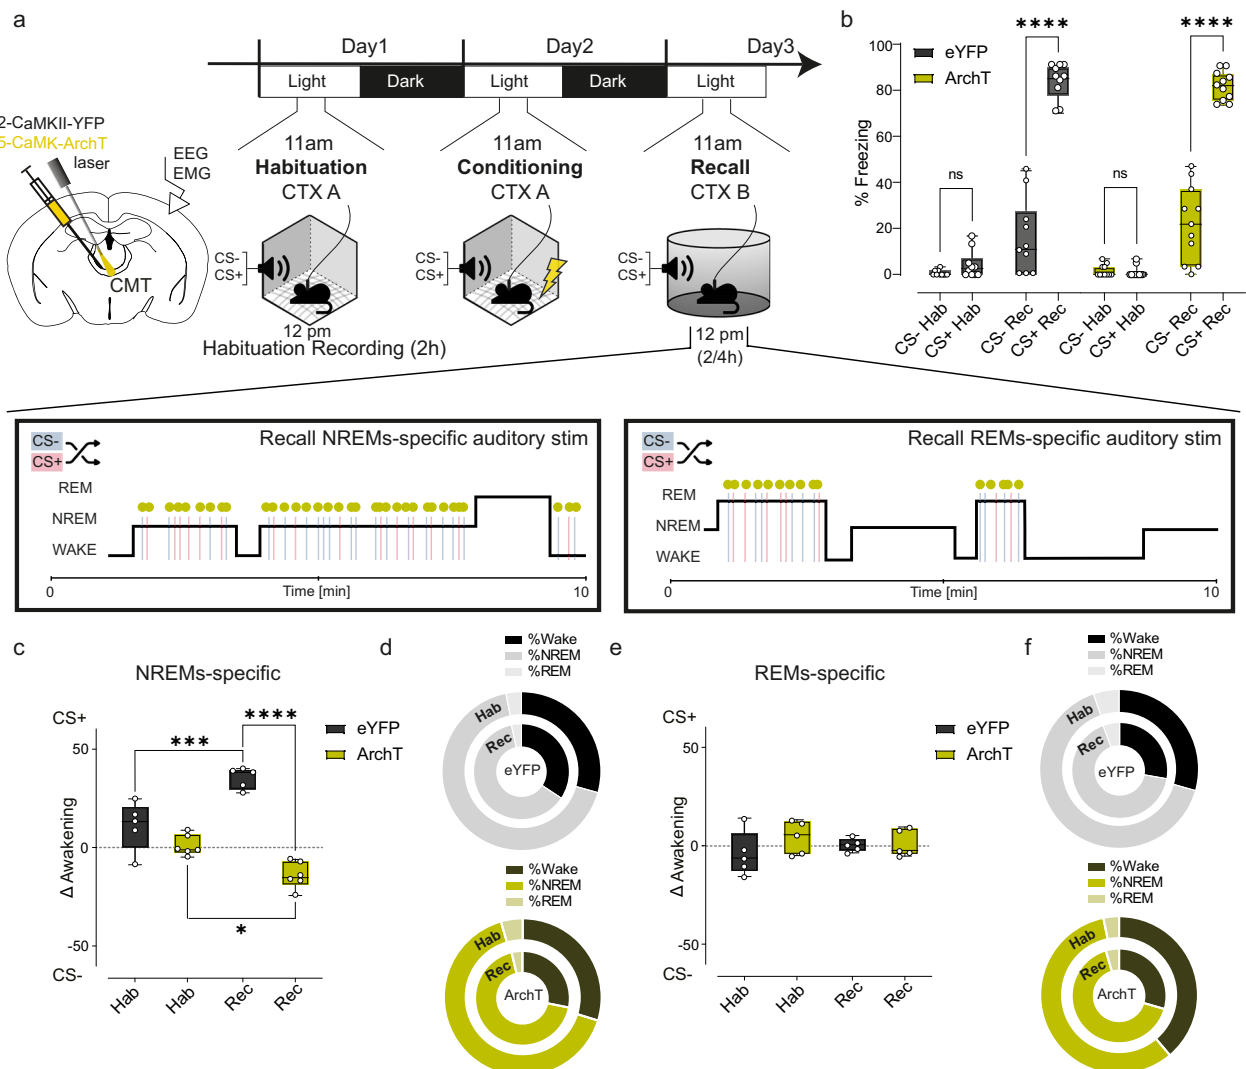 a
Day1
Day2
Day3
Light
Dark
Light
Dark
Light
2-CaMKII-YFP
5-CaMK-ArchT
laser
EEG
EMG
CMT
11am
Habituation
CTX A
CS-
CS+
12 pm
Habituation Recording (2h)
11am
Conditioning
CTX A
CS-
CS+
11am
Recall
CTX B
CS-
CS+
12 pm
(2/4h)
b
% Freezing
100
80
60
40
20
0
eYFP
ArchT
ns
****
ns
****
CS- Hab
CS+ Hab
CS- Rec
CS+ Rec
CS- Hab
CS+ Hab
CS- Rec
CS+ Rec
CS-
CS+
Recall NREMs-specific auditory stim
REM
NREM
WAKE
0
Time [min]
10
CS-
CS+
Recall REMs-specific auditory stim
REM
NREM
WAKE
0
Time [min]
10
c
NREMs-specific
CS+
50
0
-50
CS-
Δ Awakening
***
****
*
eYFP
ArchT
Hab
Hab
Rec
Rec
d
%Wake
%NREM
%REM
Hab
Rec
eYFP
%Wake
%NREM
%REM
Hab
Rec
ArchT
e
REMs-specific
CS+
50
0
-50
CS-
Δ Awakening
eYFP
ArchT
Hab
Hab
Rec
Rec
f
%Wake
%NREM
%REM
Hab
Rec
eYFP
%Wake
%NREM
%REM
Hab
Rec
ArchT